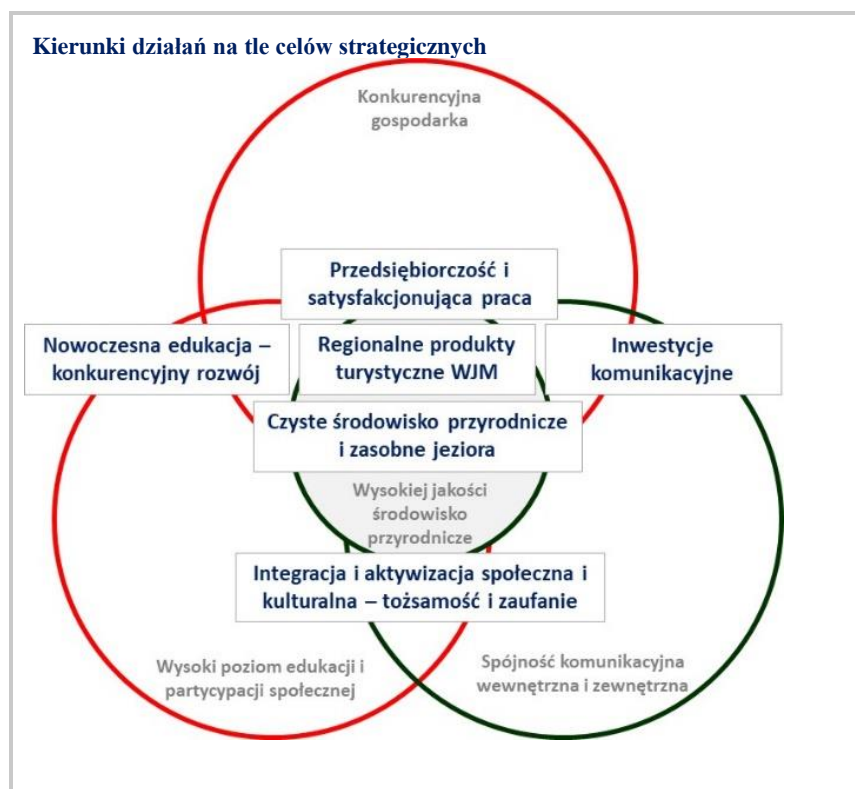 Kierunki działań na tle celów strategicznych
Konkurencyjna
gospodarka
Przedsiębiorczość i
satysfakcjonująca praca
Nowoczesna edukacja –
konkurencyjny rozwój
Regionalne produkty
turystyczne WJM
Inwestycje
komunikacyjne
Czyste środowisko przyrodnicze
i zasobne jeziora
Wysokiej jakości
środowisko
przyrodnicze
Integracja i aktywizacja społeczna i
kulturalna – tożsamość i zaufanie
Wysoki poziom edukacji i
partycypacji społecznej
Spójność komunikacyjna
wewnętrzna i zewnętrzna